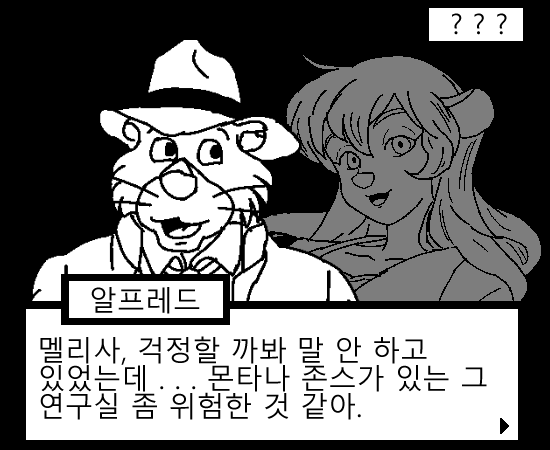 ? ? ?
알프레드
멜리사, 걱정할 까봐 말 안 하고
있었는데 . . . 몬타나 존스가 있는 그
연구실 좀 위험한 것 같아.